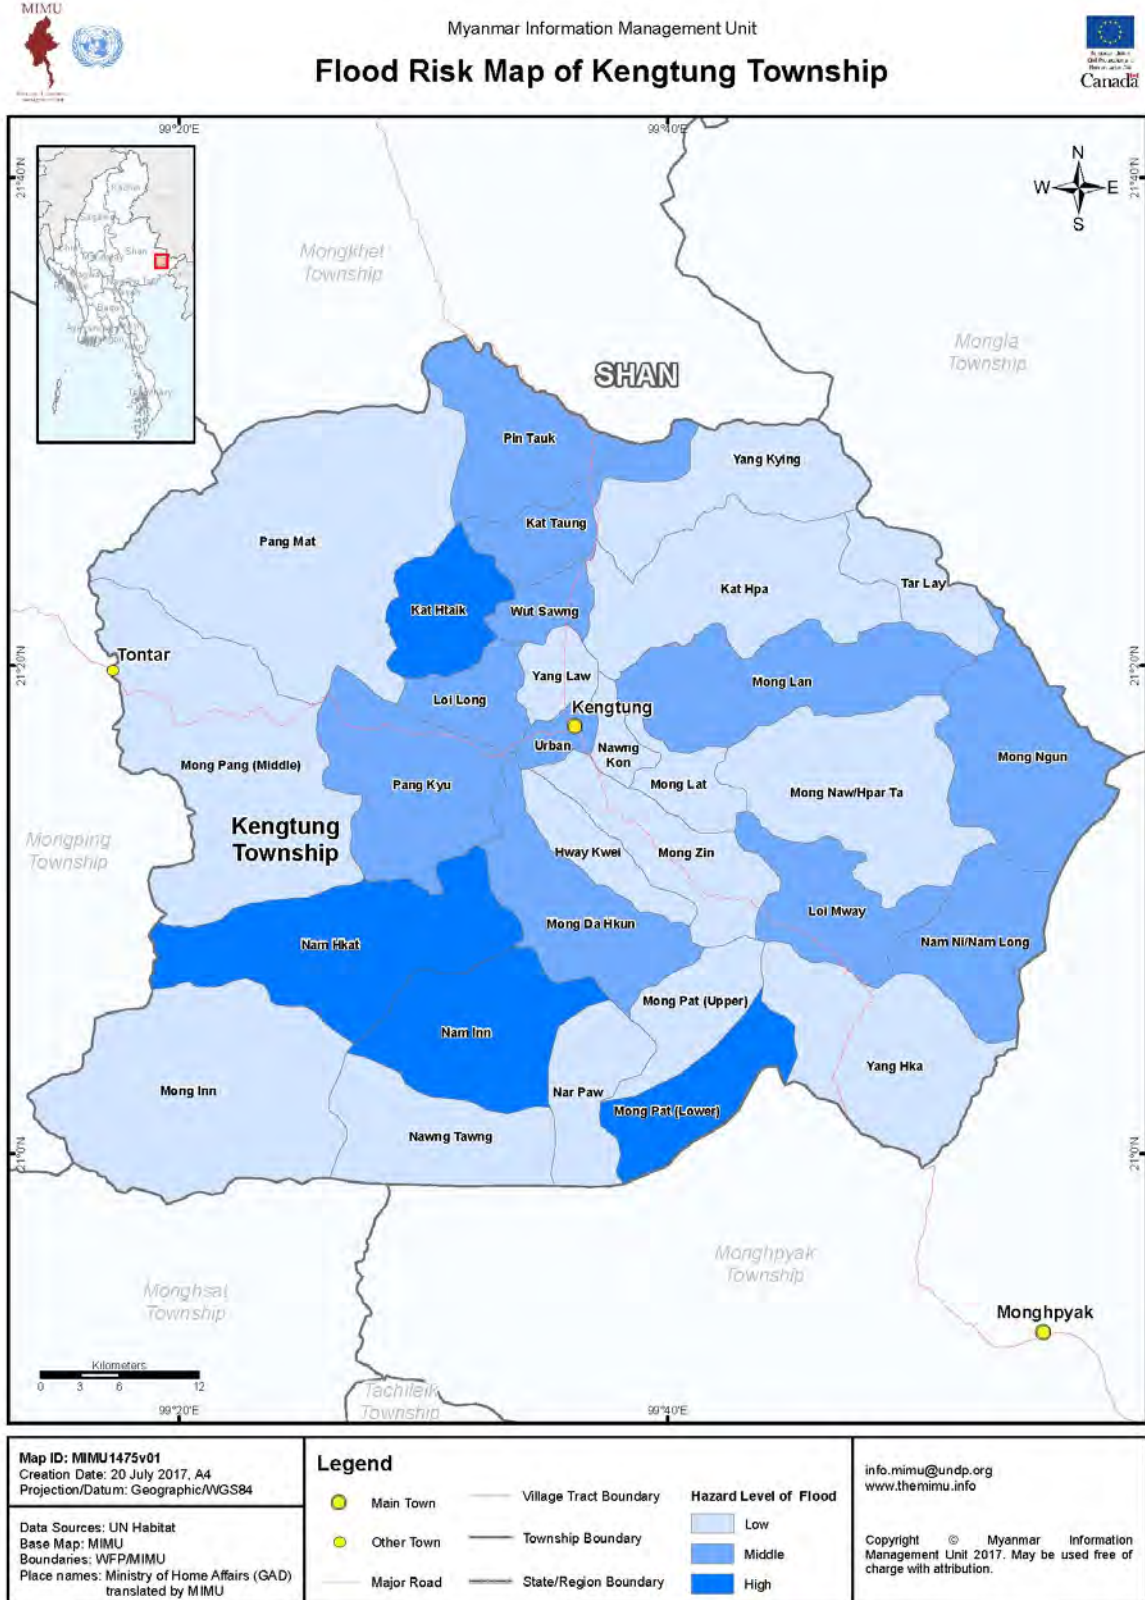 MIMU
Myanmar Information Management Unit
Flood Risk Map of Kengtung Township
Canada
99°20'E
99°40'E
21°40'N
21°40'N
N
W
E
S
Kachin
Sagaing
Shan
Mongkhet
Township
SHAN
Mongla
Township
Pin Tauk
Yang Kying
Kat Taung
Pang Mat
Kat Hpa
Tar Lay
Kat Htaik
Wut Sawng
21°20'N
21°20'N
Tontar
Yang Law
Mong Lan
Loi Long
Kengtung
Urban
Nawng
Kon
Mong Ngun
Mong Pang (Middle)
Pang Kyu
Mong Lat
Mong Naw/Hpar Ta
Kengtung
Township
Mongping
Township
Hway Kwei
Mong Zin
Loi Mway
Mong Da Hkun
Nam Hkat
Nam Ni/Nam Long
Mong Pat (Upper)
Nam Inn
Yang Hka
Mong Inn
Nar Paw
Mong Pat (Lower)
Nawng Tawng
21°0'N
21°0'N
Monghpyak
Township
Monghsat
Township
Monghpyak
Kilometers
0 3 6 12
Tachileik
Township
99°20'E
99°40'E
Map ID: MIMU1475v01
Creation Date: 20 July 2017, A4
Projection/Datum: Geographic/WGS84
Data Sources: UN Habitat
Base Map: MIMU
Boundaries: WFP/MIMU
Place names: Ministry of Home Affairs (GAD)
translated by MIMU
Legend
Main Town
Other Town
Major Road
Village Tract Boundary
Township Boundary
State/Region Boundary
Hazard Level of Flood
Low
Middle
High
info.mimu@undp.org
www.themimu.info
Copyright © Myanmar Information
Management Unit 2017. May be used free of
charge with attribution.